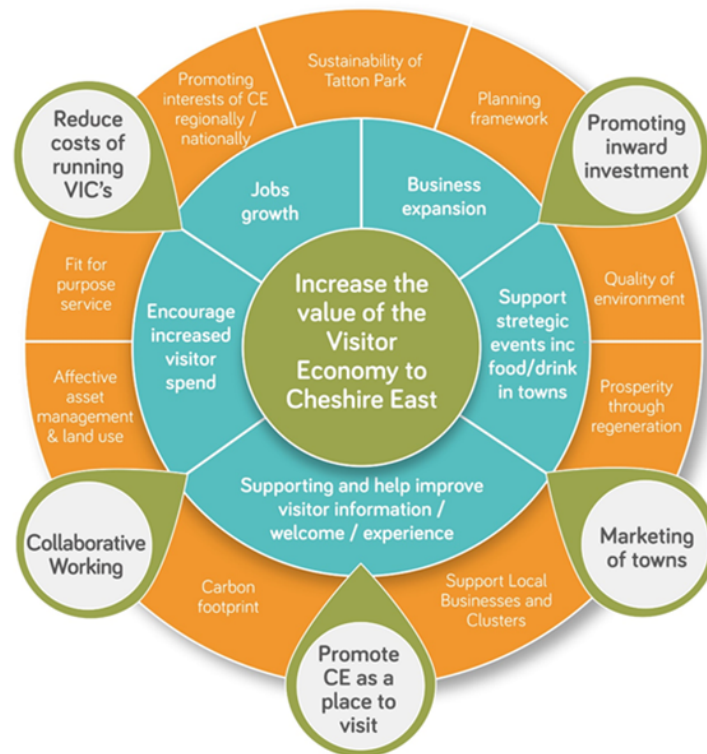 Sustainability of
Tatton Park
Promoting
interests of CE
regionally /
nationally
Planning
framework
Reduce
costs of
running
VIC's
Promoting
inward
investment
Jobs
growth
Business
expansion
Fit for
purpose
service
Encourage
increased
visitor
spend
Increase the
value of the
Visitor
Economy to
Cheshire East
Support
stretegic
events inc
food/drink
in towns
Quality of
environment
Affective
asset
management
& land use
Prosperity
through
regeneration
Supporting and help improve
visitor information /
welcome / experience
Collaborative
Working
Marketing
of towns
Carbon
footprint
Support Local
Businesses and
Clusters
Promote
CE as a
place to
visit